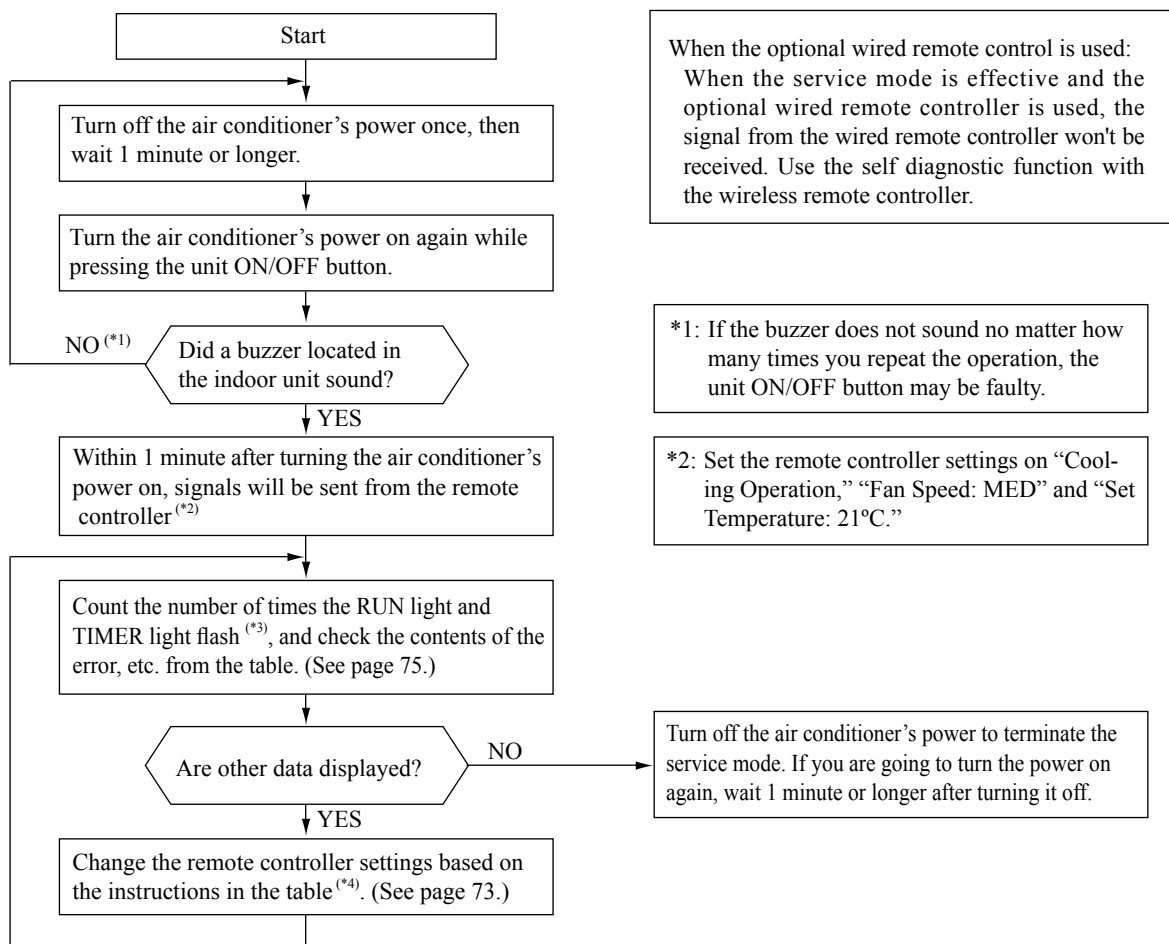 Start
Turn off the air conditioner's power once, then
wait 1 minute or longer.
Turn the air conditioner's power on again while
pressing the unit ON/OFF button.
NO (*1)
Did a buzzer located in
the indoor unit sound?
YES
Within 1 minute after turning the air conditioner's
power on, signals will be sent from the remote
controller (*2)
Count the number of times the RUN light and
TIMER light flash (*3), and check the contents of the
error, etc. from the table. (See page 75.)
Are other data displayed?
NO
Turn off the air conditioner's power to terminate the
service mode. If you are going to turn the power on
again, wait 1 minute or longer after turning it off.
YES
Change the remote controller settings based on
the instructions in the table (*4). (See page 73.)
When the optional wired remote control is used:
When the service mode is effective and the
optional wired remote controller is used, the
signal from the wired remote controller won't be
received. Use the self diagnostic function with
the wireless remote controller.
*1: If the buzzer does not sound no matter how
many times you repeat the operation, the
unit ON/OFF button may be faulty.
*2: Set the remote controller settings on “Cool-
ing Operation,” “Fan Speed: MED” and “Set
Temperature: 21ºC.”